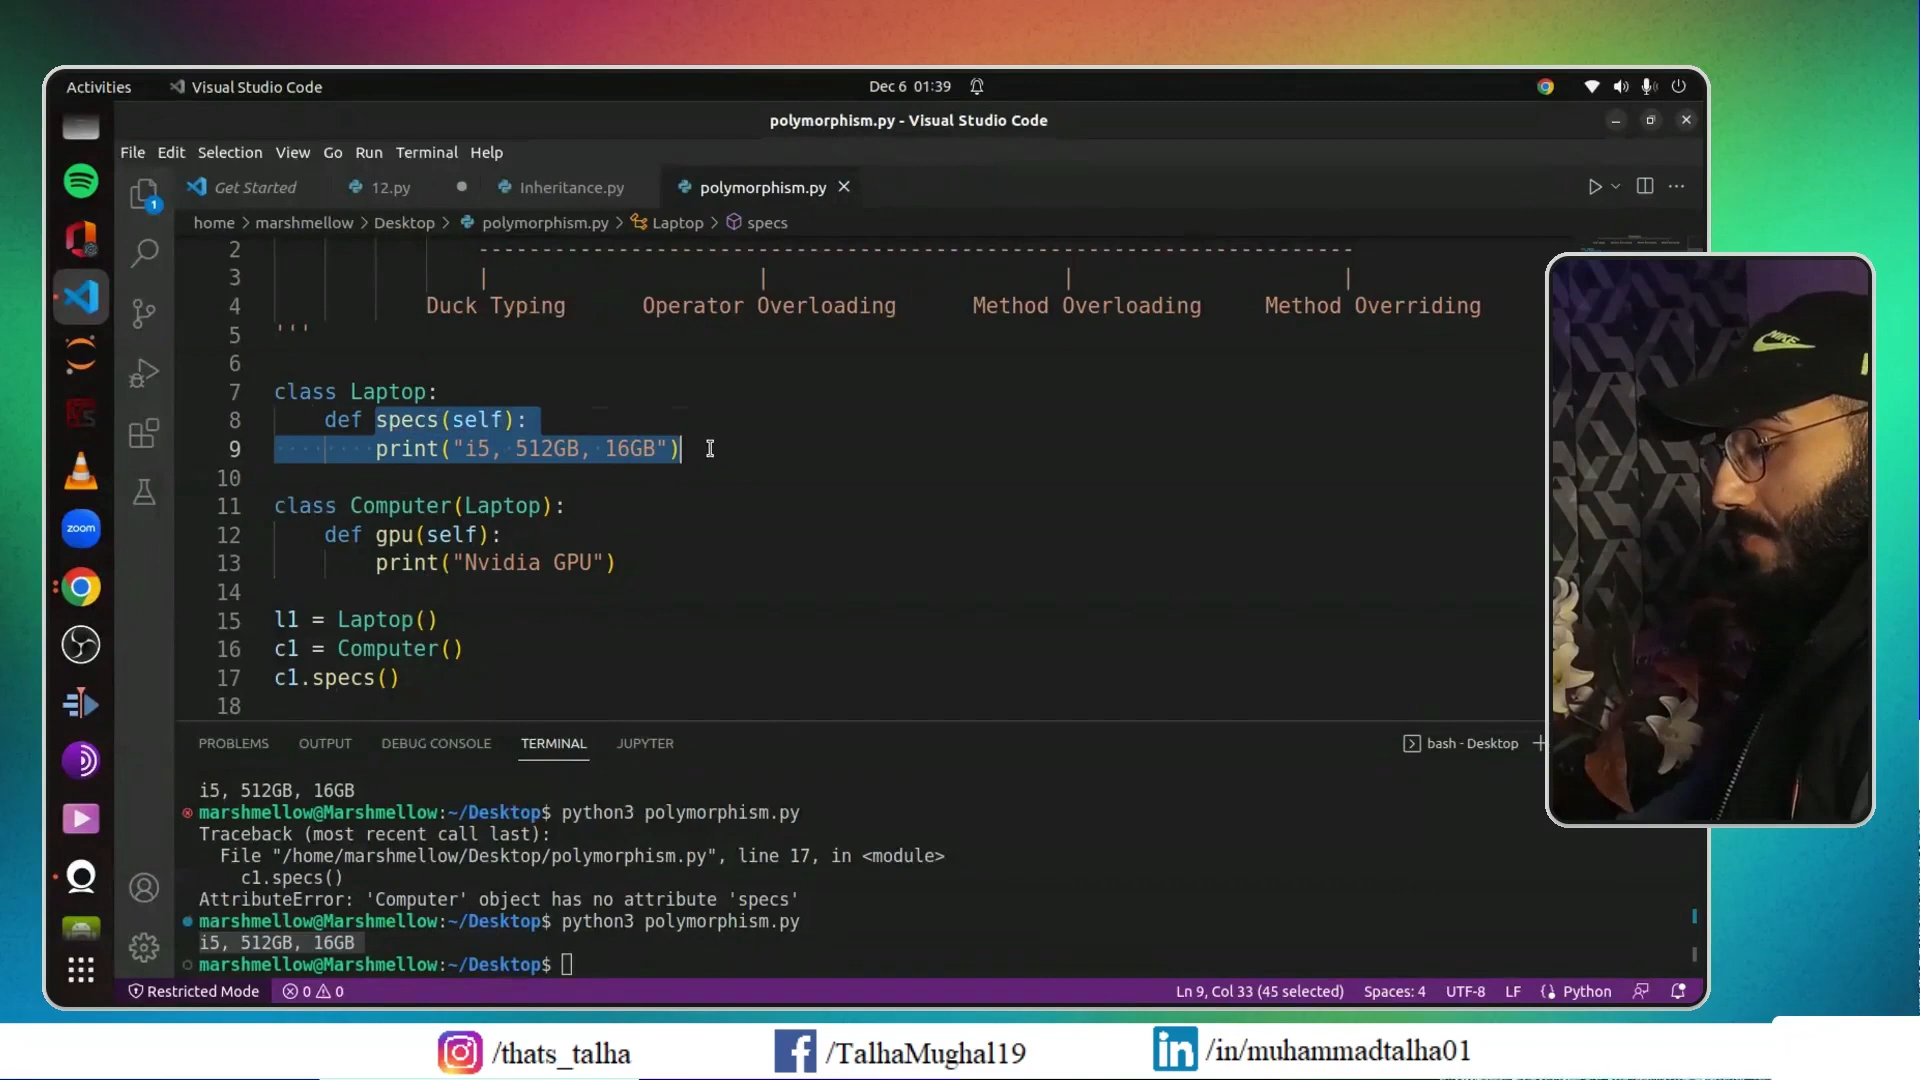 Activities Visual Studio Code Dec 6 01:39
polymorphism.py - Visual Studio Code
File Edit Selection View Go Run Terminal Help
Get Started 12.py Inheritance.py polymorphism.py
home > marshmellow > Desktop > polymorphism.py > Laptop > specs
2 -------------------------------------------------------------------
3 | | | |
4 Duck Typing Operator Overloading Method Overloading Method Overriding
5 '''
6
7 class Laptop:
8 def specs(self):
9 print("i5, 512GB, 16GB")
10
11 class Computer(Laptop):
12 def gpu(self):
13 print("Nvidia GPU")
14
15 l1 = Laptop()
16 c1 = Computer()
17 c1.specs()
18
PROBLEMS OUTPUT DEBUG CONSOLE TERMINAL JUPYTER bash - Desktop
i5, 512GB, 16GB
marshmellow@Marshmellow:~/Desktop$ python3 polymorphism.py
Traceback (most recent call last):
File "/home/marshmellow/Desktop/polymorphism.py", line 17, in <module>
c1.specs()
AttributeError: 'Computer' object has no attribute 'specs'
marshmellow@Marshmellow:~/Desktop$ python3 polymorphism.py
i5, 512GB, 16GB
marshmellow@Marshmellow:~/Desktop$
Restricted Mode 0 0 Ln 9, Col 33 (45 selected) Spaces: 4 UTF-8 LF Python
zoom
1
NIKE
/thats_talha /TalhaMughal19 in /in/muhammadtalha01